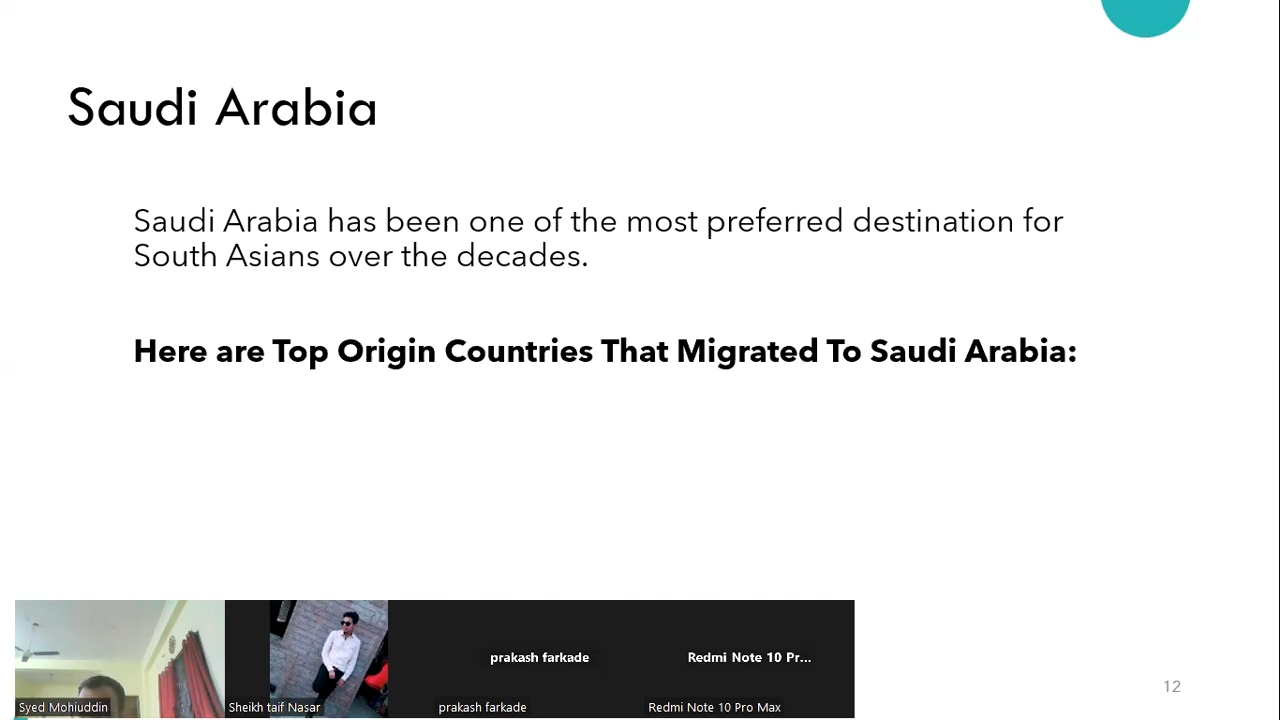 Saudi Arabia
Saudi Arabia has been one of the most preferred destination for
South Asians over the decades.
Here are Top Origin Countries That Migrated To Saudi Arabia:
prakash farkade
Redmi Note 10 Pr...
Syed Mohiuddin
Sheikh taif Nasar
prakash farkade
Redmi Note 10 Pro Max
12